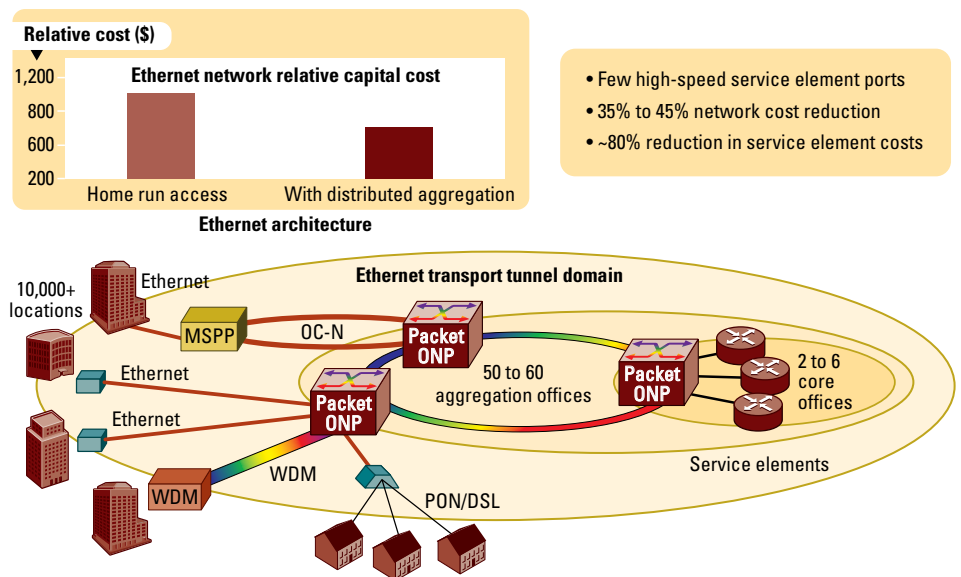 Relative cost ($)
Ethernet network relative capital cost
1,200
800
600
200
Home run access
With distributed aggregation
Ethernet architecture
• Few high-speed service element ports
• 35% to 45% network cost reduction
• ~80% reduction in service element costs
Ethernet transport tunnel domain
10,000+
locations
Ethernet
MSPP
OC-N
Packet
ONP
Ethernet
Ethernet
Packet
ONP
50 to 60
aggregation offices
Packet
ONP
2 to 6
core
offices
Service elements
WDM
WDM
PON/DSL